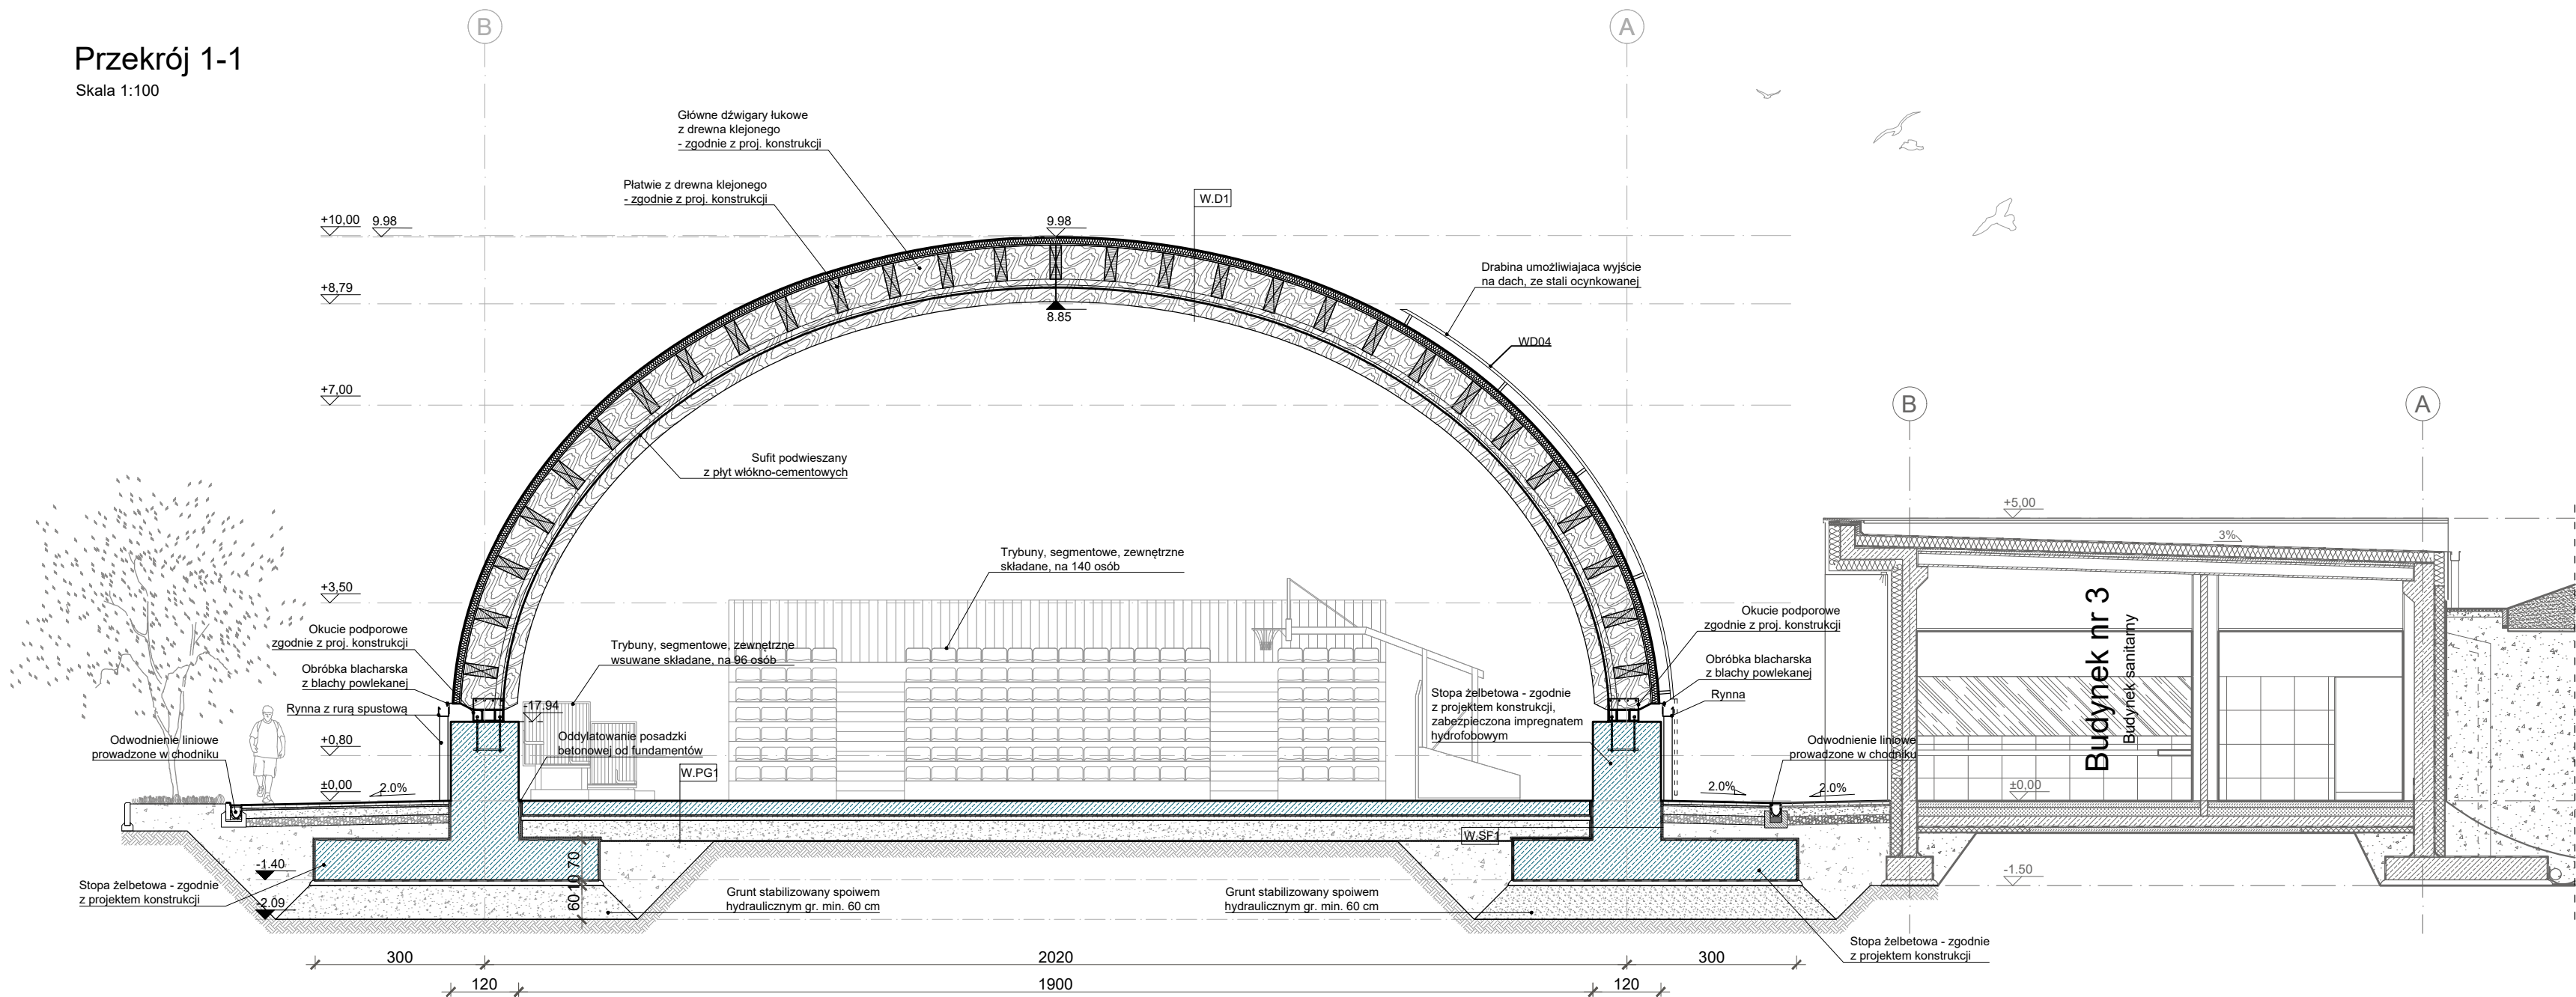 B
A
Przekrój 1-1
Skala 1:100
Główne dźwigary łukowe
z drewna klejonego
- zgodnie z proj. konstrukcji
Płatwie z drewna klejonego
- zgodnie z proj. konstrukcji
W.D1
+10,00
9.98
9.98
Drabina umożliwiajaca wyjście
na dach, ze stali ocynkowanej
+8,79
8.85
WD04
+7,00
B
A
Sufit podwieszany
z płyt włókno-cementowych
+5,00
3%
Trybuny, segmentowe, zewnętrzne
składane, na 140 osób
+3,50
Okucie podporowe
zgodnie z proj. konstrukcji
Okucie podporowe
zgodnie z proj. konstrukcji
Trybuny, segmentowe, zewnętrzne
wsuwane składane, na 96 osób
Obróbka blacharska
z blachy powlekanej
Obróbka blacharska
z blachy powlekanej
Rynna z rurą spustową
-17.94
Stopa żelbetowa - zgodnie
z projektem konstrukcji,
zabezpieczona impregnatem
hydrofobowym
Rynna
Budynek nr 3
Budynek sanitarny
Odwodnienie liniowe
prowadzone w chodniku
+0,80
Oddylatowanie posadzki
betonowej od fundamentów
Odwodnienie liniowe
prowadzone w chodniku
W.PG1
±0,00
2.0%
2.0%
2.0%
±0,00
W.SF1
-1.40
70
10
60
-1.50
Stopa żelbetowa - zgodnie
z projektem konstrukcji
-2.09
Grunt stabilizowany spoiwem
hydraulicznym gr. min. 60 cm
Grunt stabilizowany spoiwem
hydraulicznym gr. min. 60 cm
Stopa żelbetowa - zgodnie
z projektem konstrukcji
300
2020
300
120
1900
120